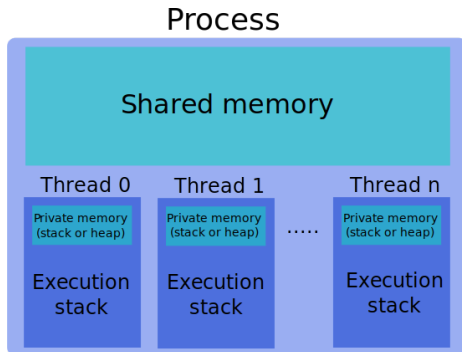 Process
Shared memory
Thread 0
Thread 1
Thread n
Private memory
(stack or heap)
Private memory
(stack or heap)
.....
Private memory
(stack or heap)
Execution
stack
Execution
stack
Execution
stack